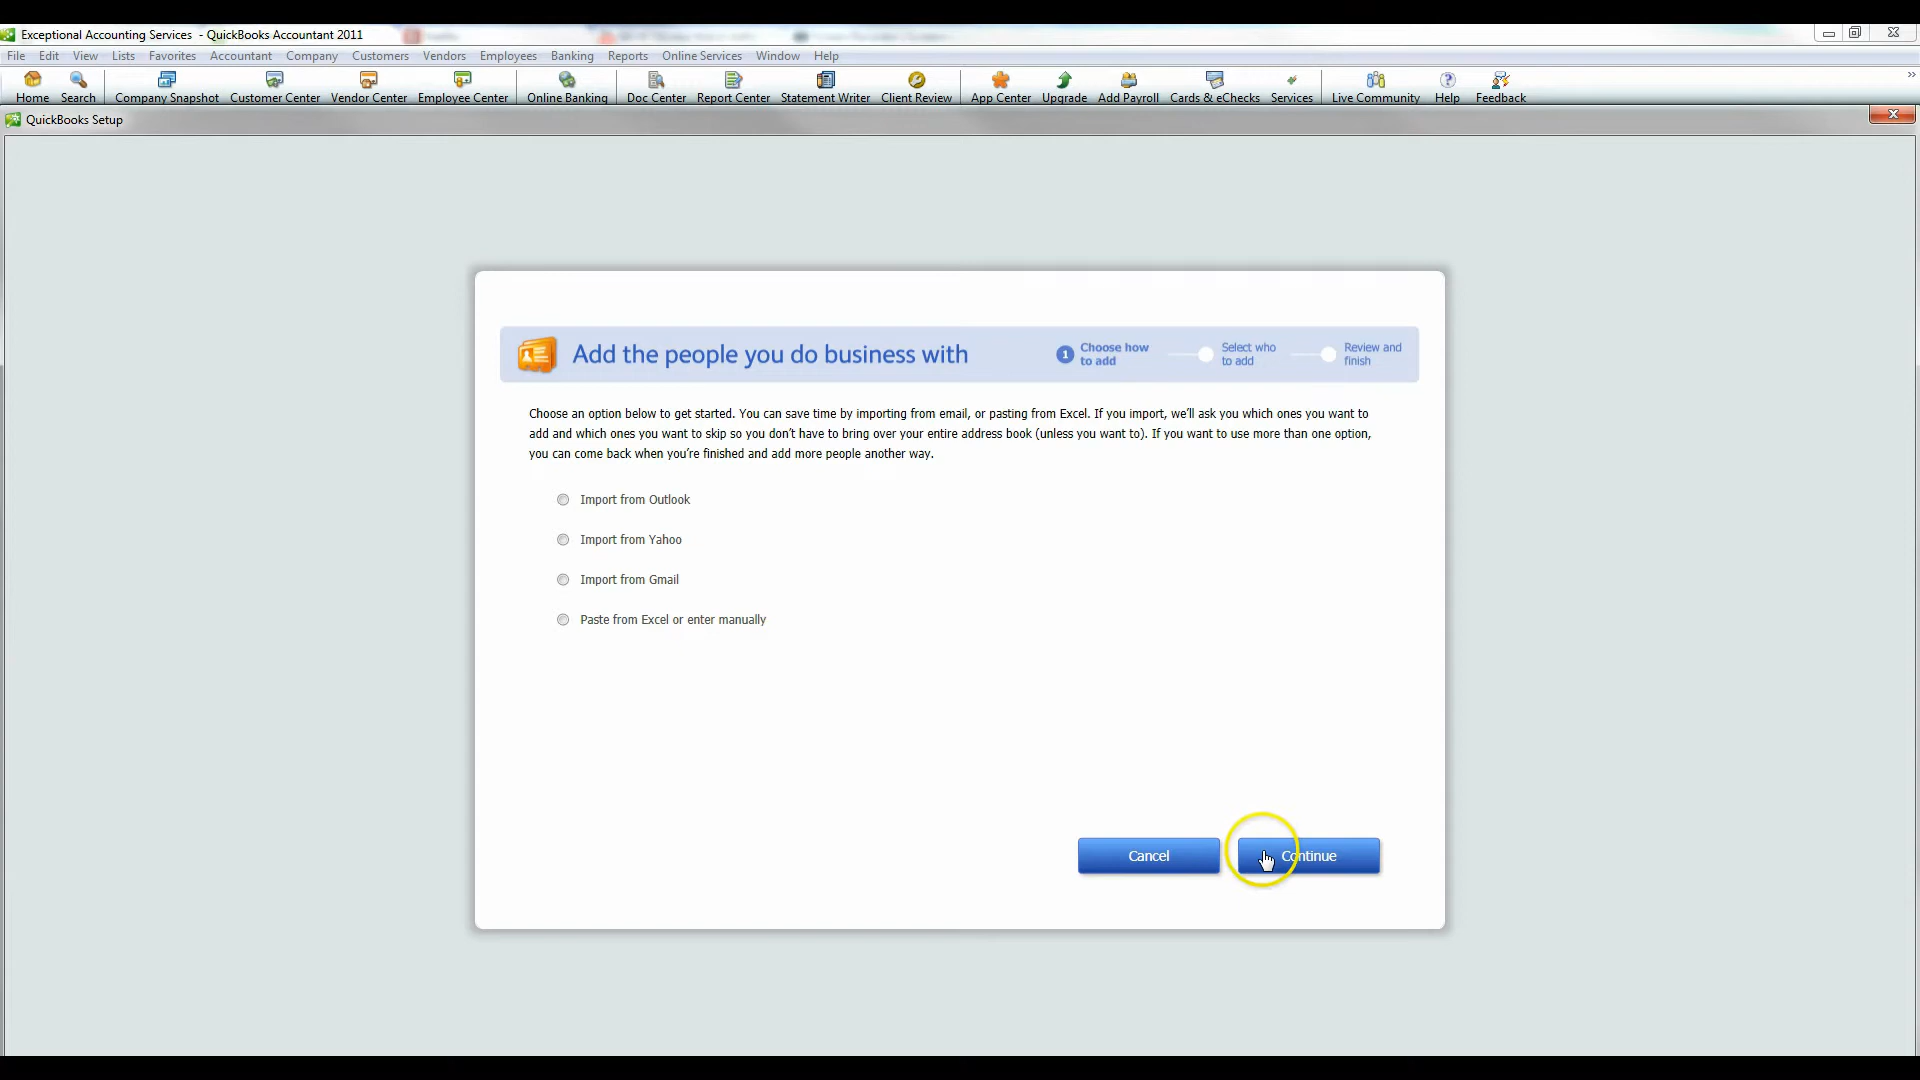 Exceptional Accounting Services - QuickBooks Accountant 2011
File Edit View Lists Favorites Accountant Company Customers Vendors Employees Banking Reports Online Services Window Help
Home Search Company Snapshot Customer Center Vendor Center Employee Center Online Banking Doc Center Report Center Statement Writer Client Review App Center Upgrade Add Payroll Cards & eChecks Services Live Community Help Feedback
QuickBooks Setup
Add the people you do business with
1 Choose how to add
Select who to add
Review and finish
Choose an option below to get started. You can save time by importing from email, or pasting from Excel. If you import, we'll ask you which ones you want to
add and which ones you want to skip so you don't have to bring over your entire address book (unless you want to). If you want to use more than one option,
you can come back when you're finished and add more people another way.
Import from Outlook
Import from Yahoo
Import from Gmail
Paste from Excel or enter manually
Cancel Continue